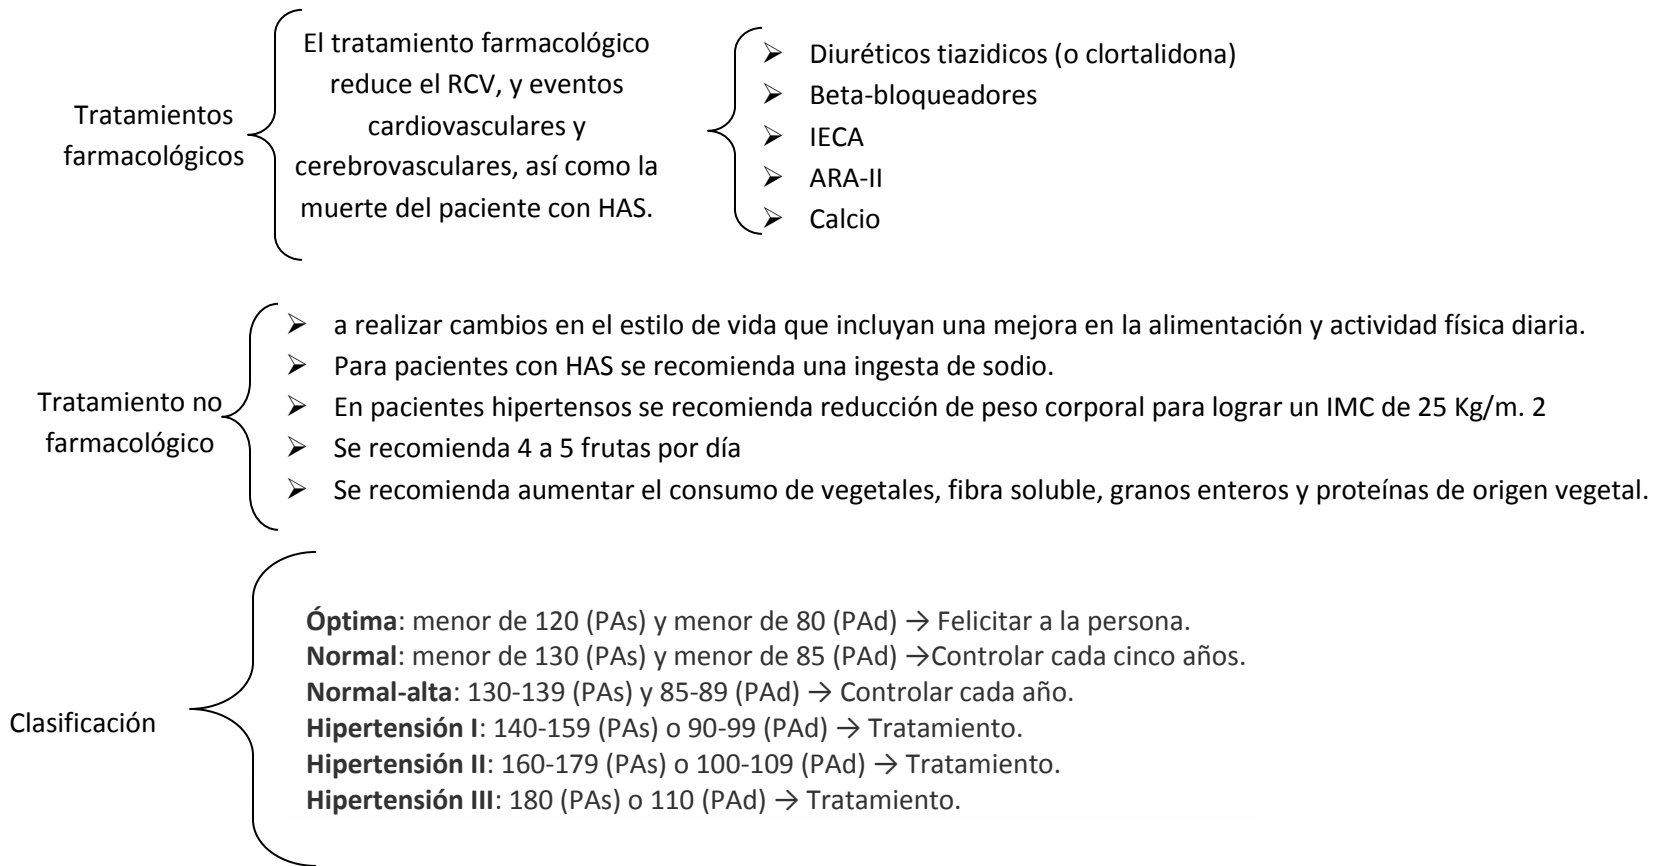 Tratamientos
farmacológicos
El tratamiento farmacológico
reduce el RCV, y eventos
cardiovasculares y
cerebrovasculares, así como la
muerte del paciente con HAS.
➢ Diuréticos tiazidicos (o clortalidona)
➢ Beta-bloqueadores
➢ IECA
➢ ARA-II
➢ Calcio
Tratamiento no
farmacológico
➢ a realizar cambios en el estilo de vida que incluyan una mejora en la alimentación y actividad física diaria.
➢ Para pacientes con HAS se recomienda una ingesta de sodio.
➢ En pacientes hipertensos se recomienda reducción de peso corporal para lograr un IMC de 25 Kg/m. 2
➢ Se recomienda 4 a 5 frutas por día
➢ Se recomienda aumentar el consumo de vegetales, fibra soluble, granos enteros y proteínas de origen vegetal.
Clasificación
Óptima: menor de 120 (PAs) y menor de 80 (PAd) → Felicitar a la persona.
Normal: menor de 130 (PAs) y menor de 85 (PAd) →Controlar cada cinco años.
Normal-alta: 130-139 (PAs) y 85-89 (PAd) → Controlar cada año.
Hipertensión I: 140-159 (PAs) o 90-99 (PAd) → Tratamiento.
Hipertensión II: 160-179 (PAs) o 100-109 (PAd) → Tratamiento.
Hipertensión III: 180 (PAs) o 110 (PAd) → Tratamiento.